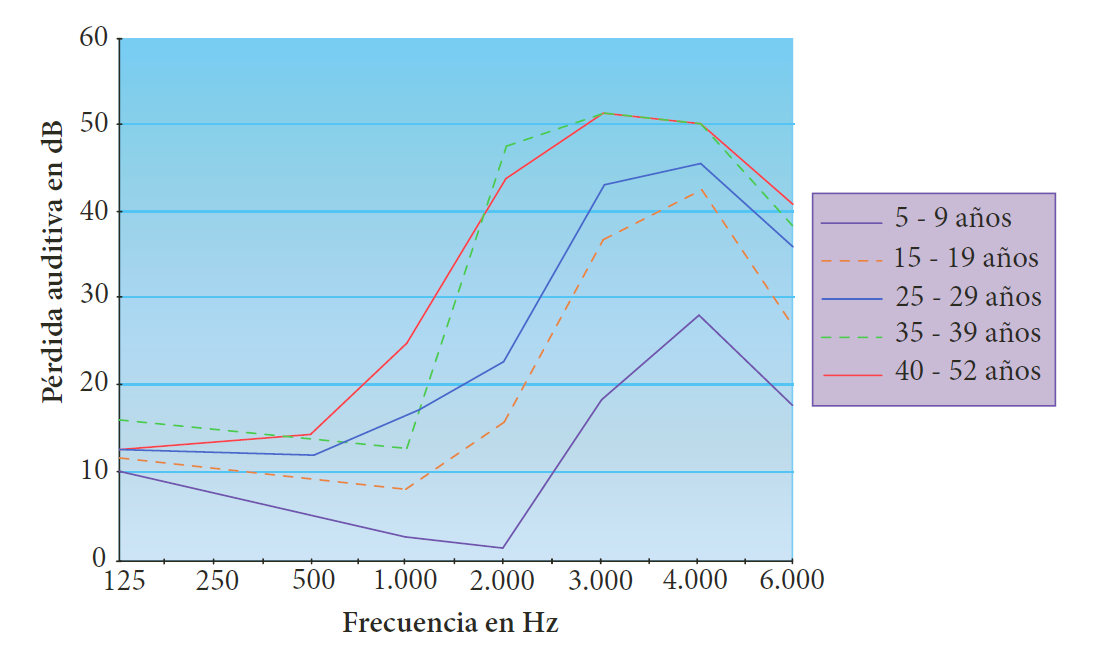 60
50
40
30
20
10
0
Pérdida auditiva en dB
125 250 500 1.000 2.000 3.000 4.000 6.000
Frecuencia en Hz
5 - 9 años
15 - 19 años
25 - 29 años
35 - 39 años
40 - 52 años